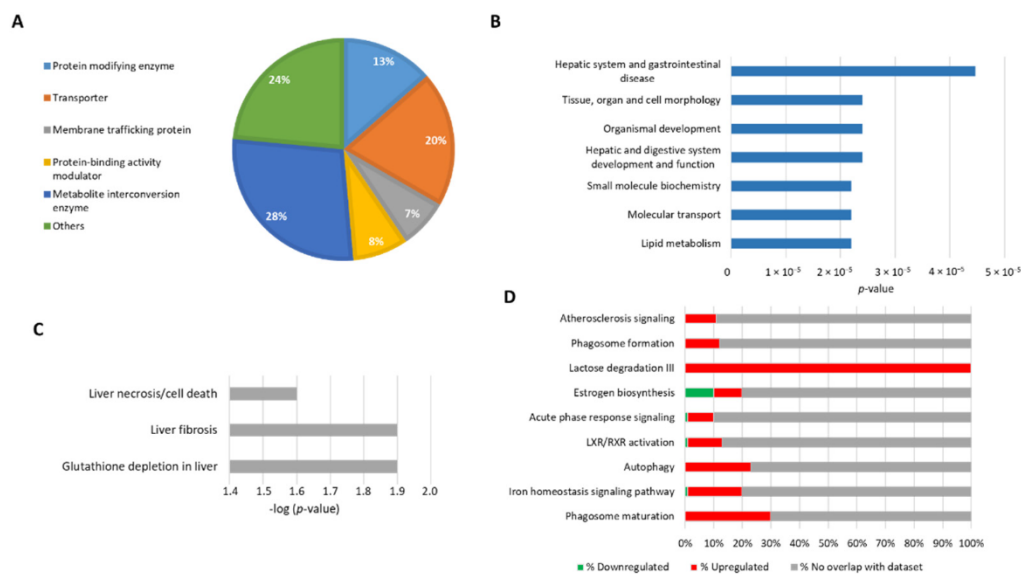 A
Protein modifying enzyme
Transporter
Membrane trafficking protein
Protein-binding activity
modulator
Metabolite interconversion
enzyme
Others
13%
20%
7%
8%
28%
24%
B
Hepatic system and gastrointestinal
disease
Tissue, organ and cell morphology
Organismal development
Hepatic and digestive system
development and function
Small molecule biochemistry
Molecular transport
Lipid metabolism
0 1 × 10⁻⁵ 2 × 10⁻⁵ 3 × 10⁻⁵ 4 × 10⁻⁵ 5 × 10⁻⁵
p-value
C
Liver necrosis/cell death
Liver fibrosis
Glutathione depletion in liver
1.4 1.5 1.6 1.7 1.8 1.9 2.0
-log (p-value)
D
Atherosclerosis signaling
Phagosome formation
Lactose degradation III
Estrogen biosynthesis
Acute phase response signaling
LXR/RXR activation
Autophagy
Iron homeostasis signaling pathway
Phagosome maturation
0% 10% 20% 30% 40% 50% 60% 70% 80% 90% 100%
% Downregulated % Upregulated % No overlap with dataset